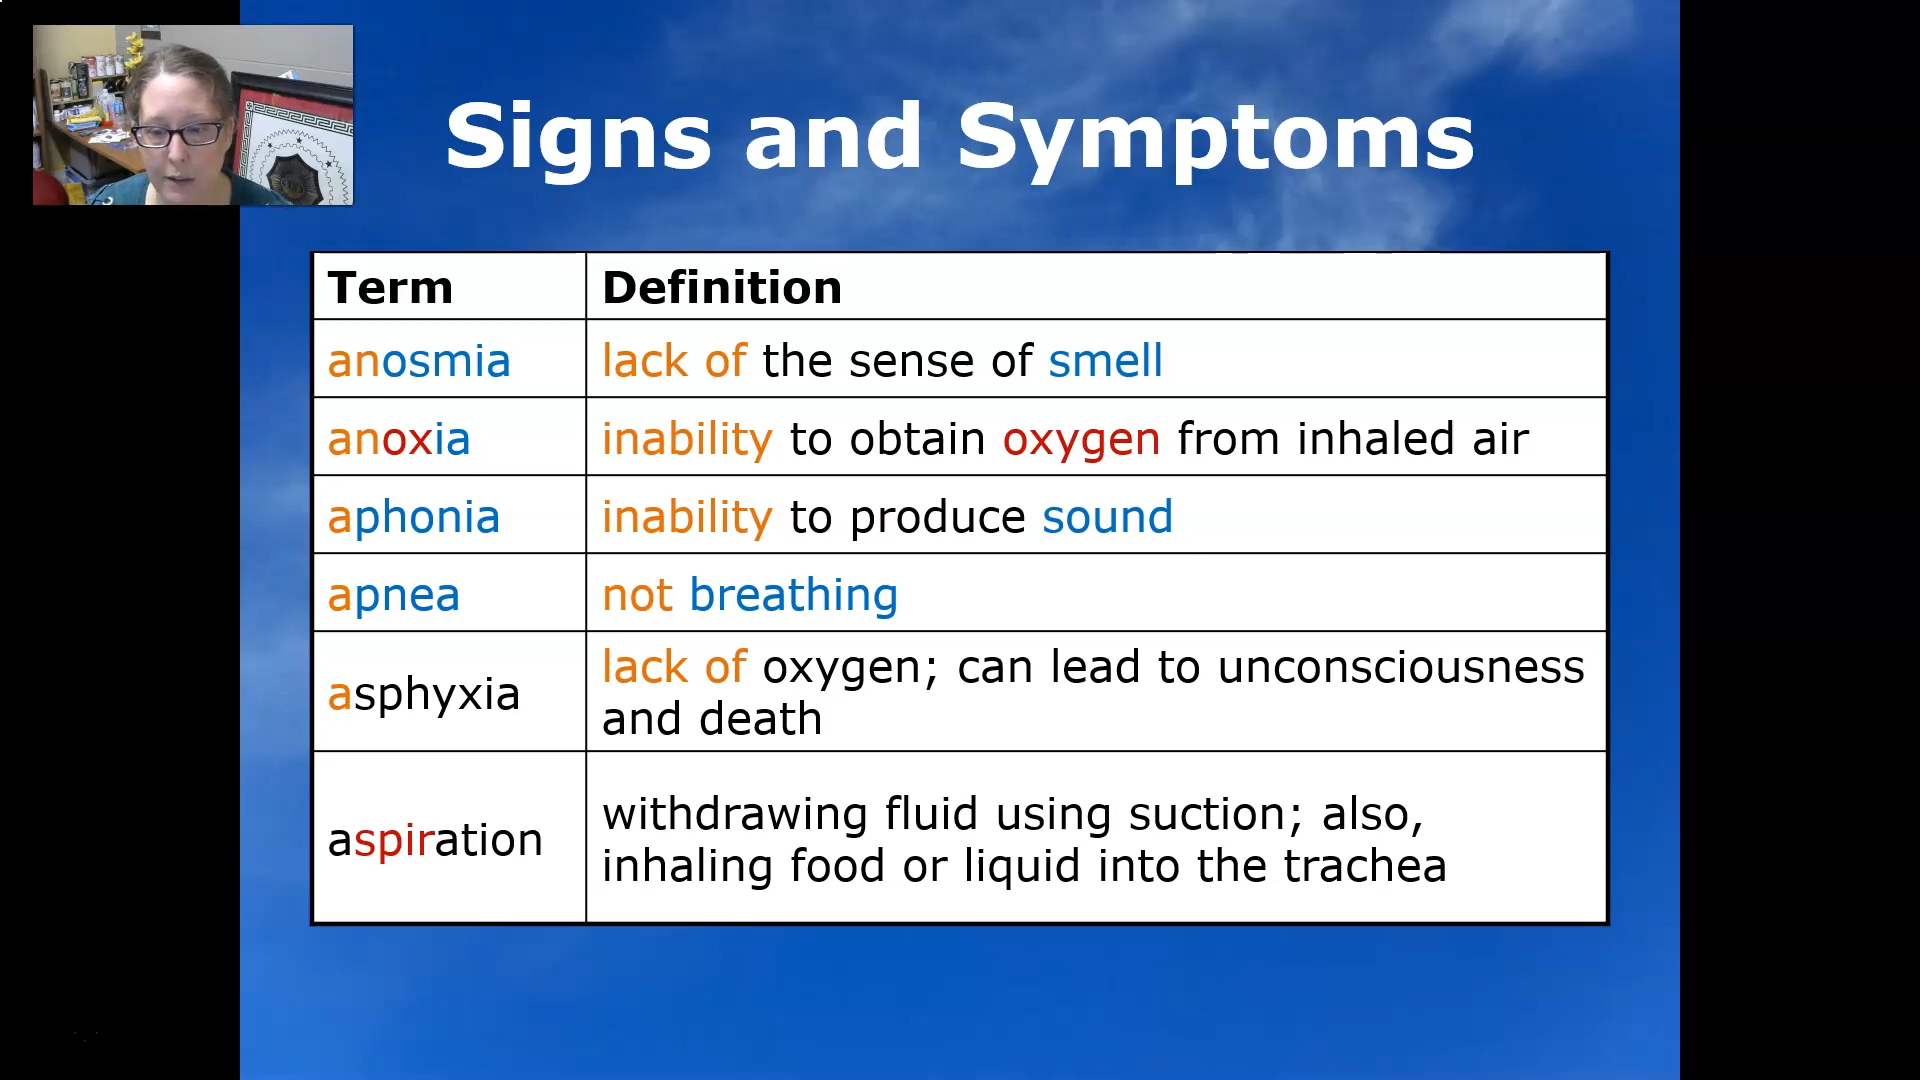 Signs and Symptoms
Term Definition
anosmia lack of the sense of smell
anoxia inability to obtain oxygen from inhaled air
aphonia inability to produce sound
apnea not breathing
asphyxia lack of oxygen; can lead to unconsciousness
and death
aspiration withdrawing fluid using suction; also,
inhaling food or liquid into the trachea